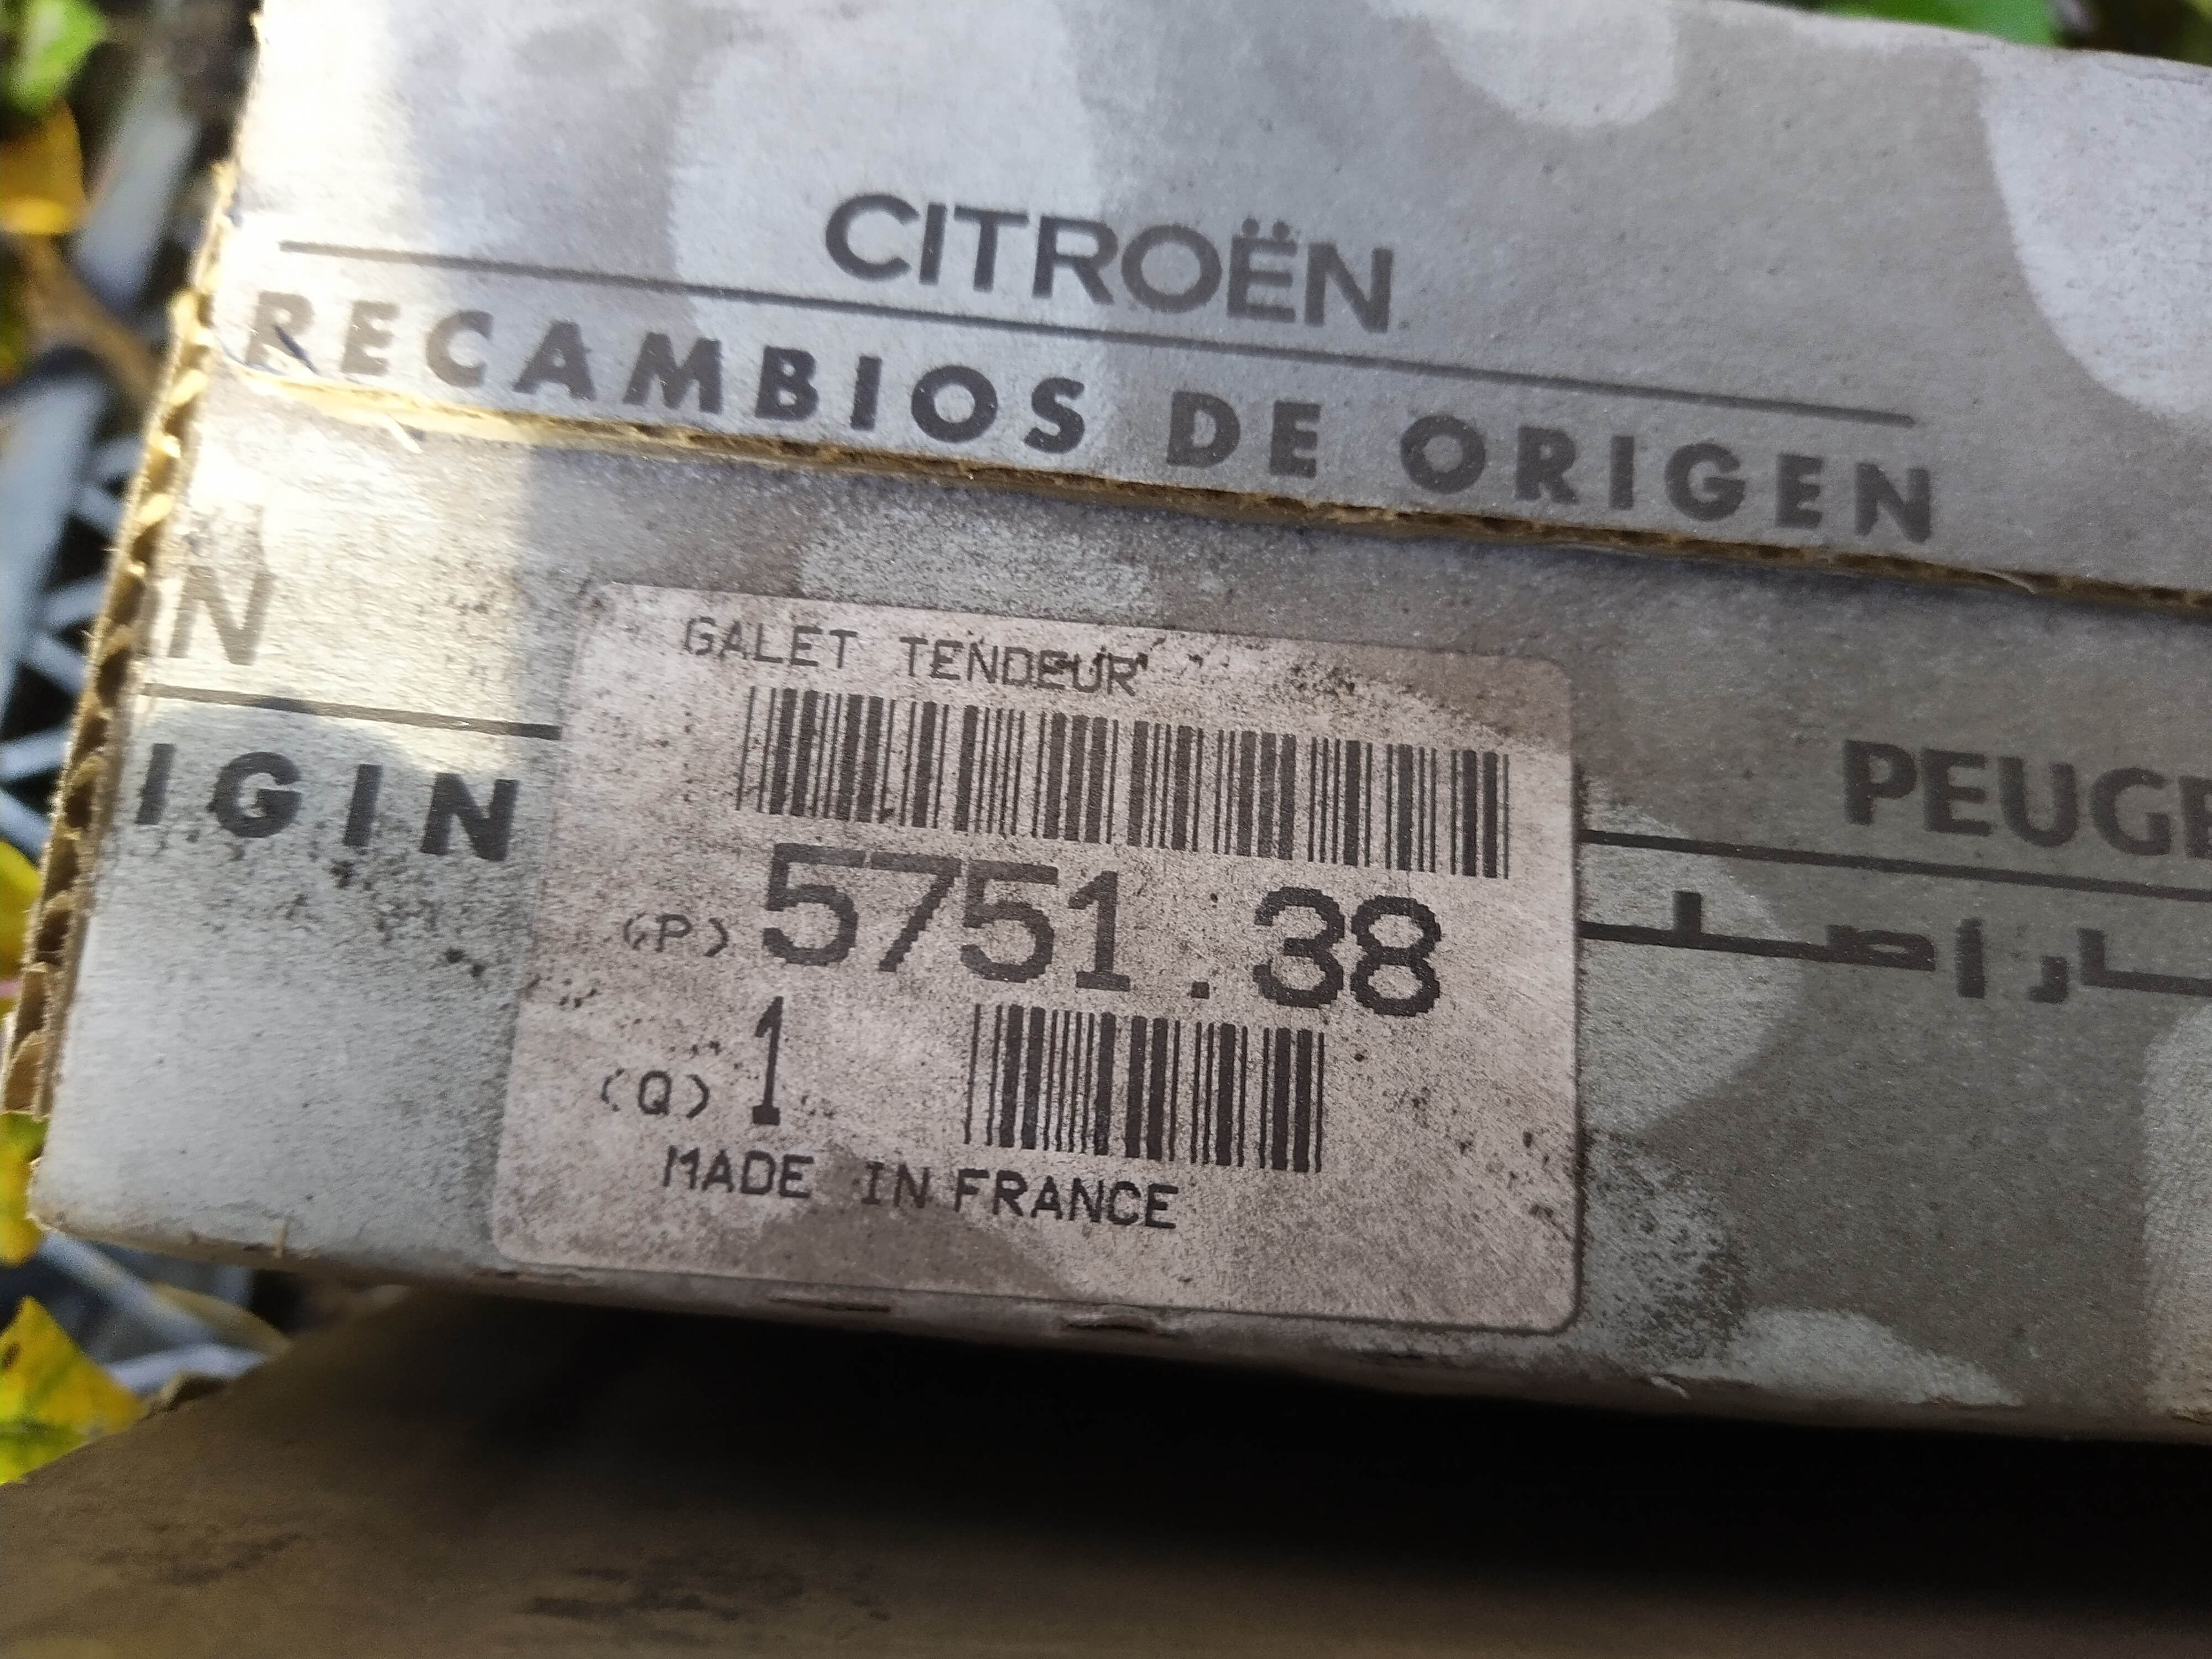 CITROËN
RECAMBIOS DE ORIGEN
N
IGIN
GALET TENDEUR
(P) 5751.38
(Q) 1
MADE IN FRANCE
PEUGE